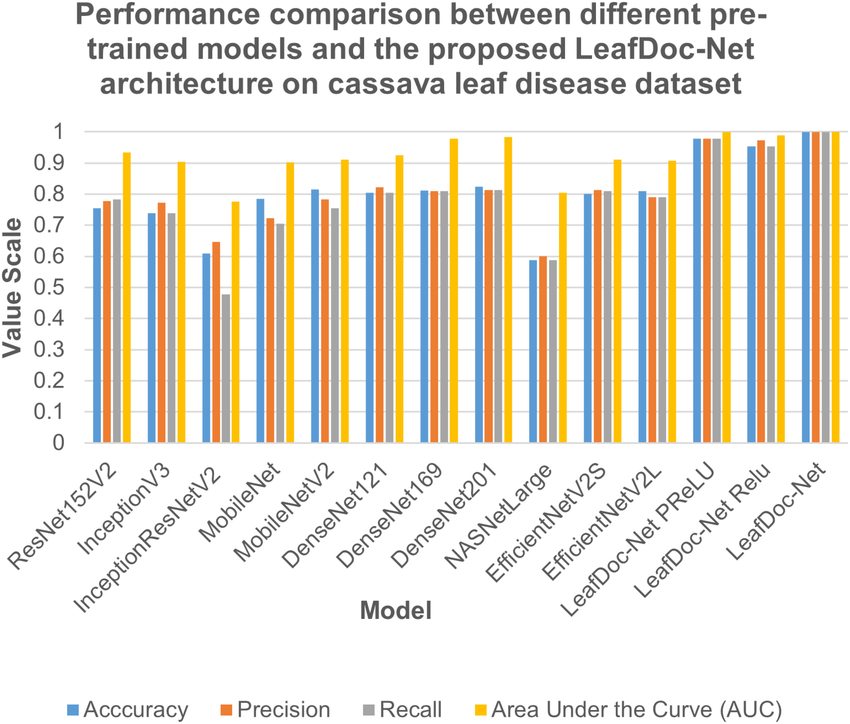 Performance comparison between different pre-
trained models and the proposed LeafDoc-Net
architecture on cassava leaf disease dataset
1
0.9
0.8
0.7
0.6
0.5
0.4
0.3
0.2
0.1
0
Value Scale
ResNet152V2
InceptionV3
InceptionResNetV2
MobileNet
MobileNetV2
DenseNet121
DenseNet169
DenseNet201
NASNetLarge
EfficientNetV2S
EfficientNetV2L
LeafDoc-Net PReLU
LeafDoc-Net Relu
LeafDoc-Net
Model
Acccuracy Precision Recall Area Under the Curve (AUC)